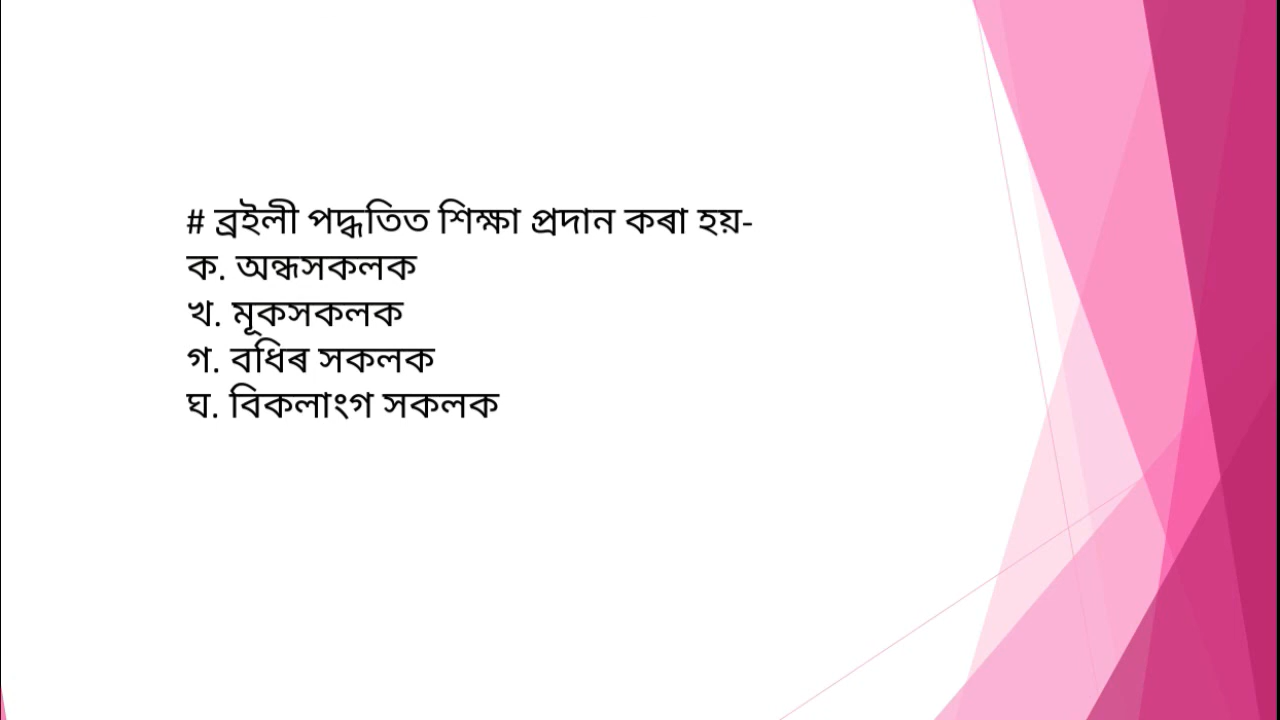 # ব্ৰইলী পদ্ধতিত শিক্ষা প্ৰদান কৰা হয়-
ক. অন্ধসকলক
খ. মূকসকলক
গ. বধিৰ সকলক
ঘ. বিকলাংগ সকলক